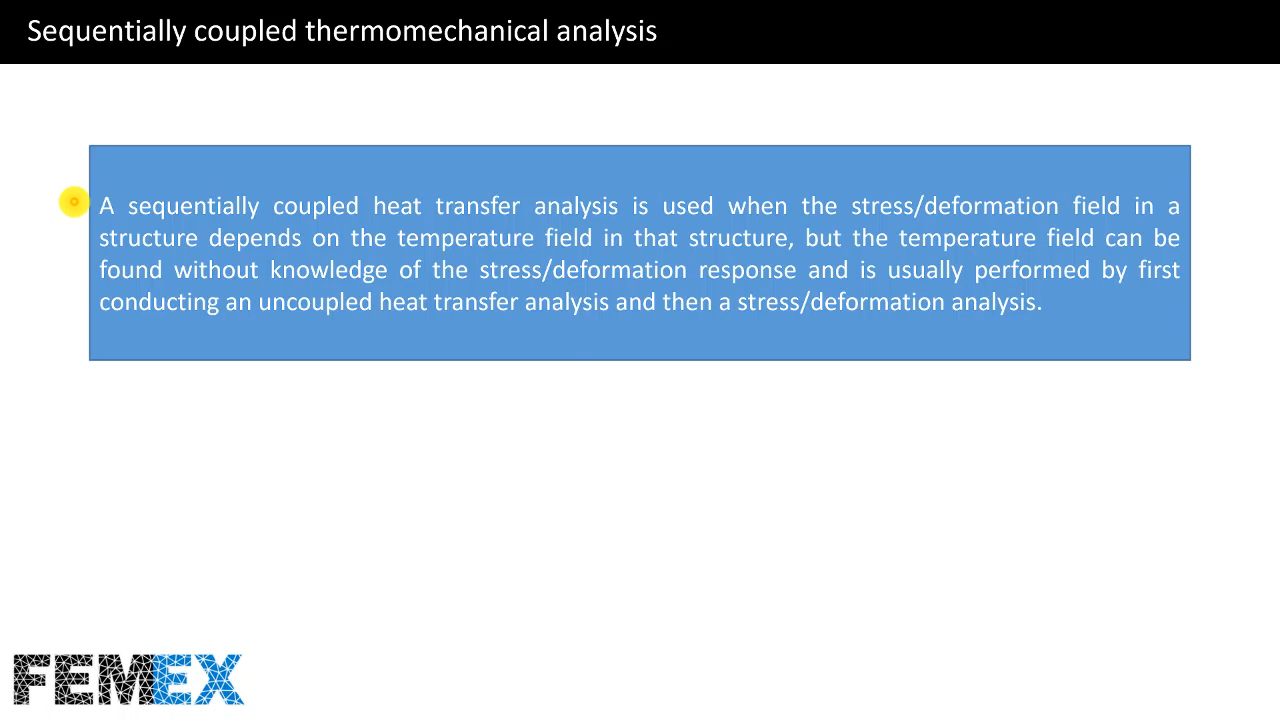 Sequentially coupled thermomechanical analysis
A sequentially coupled heat transfer analysis is used when the stress/deformation field in a
structure depends on the temperature field in that structure, but the temperature field can be
found without knowledge of the stress/deformation response and is usually performed by first
conducting an uncoupled heat transfer analysis and then a stress/deformation analysis.
FEMEX